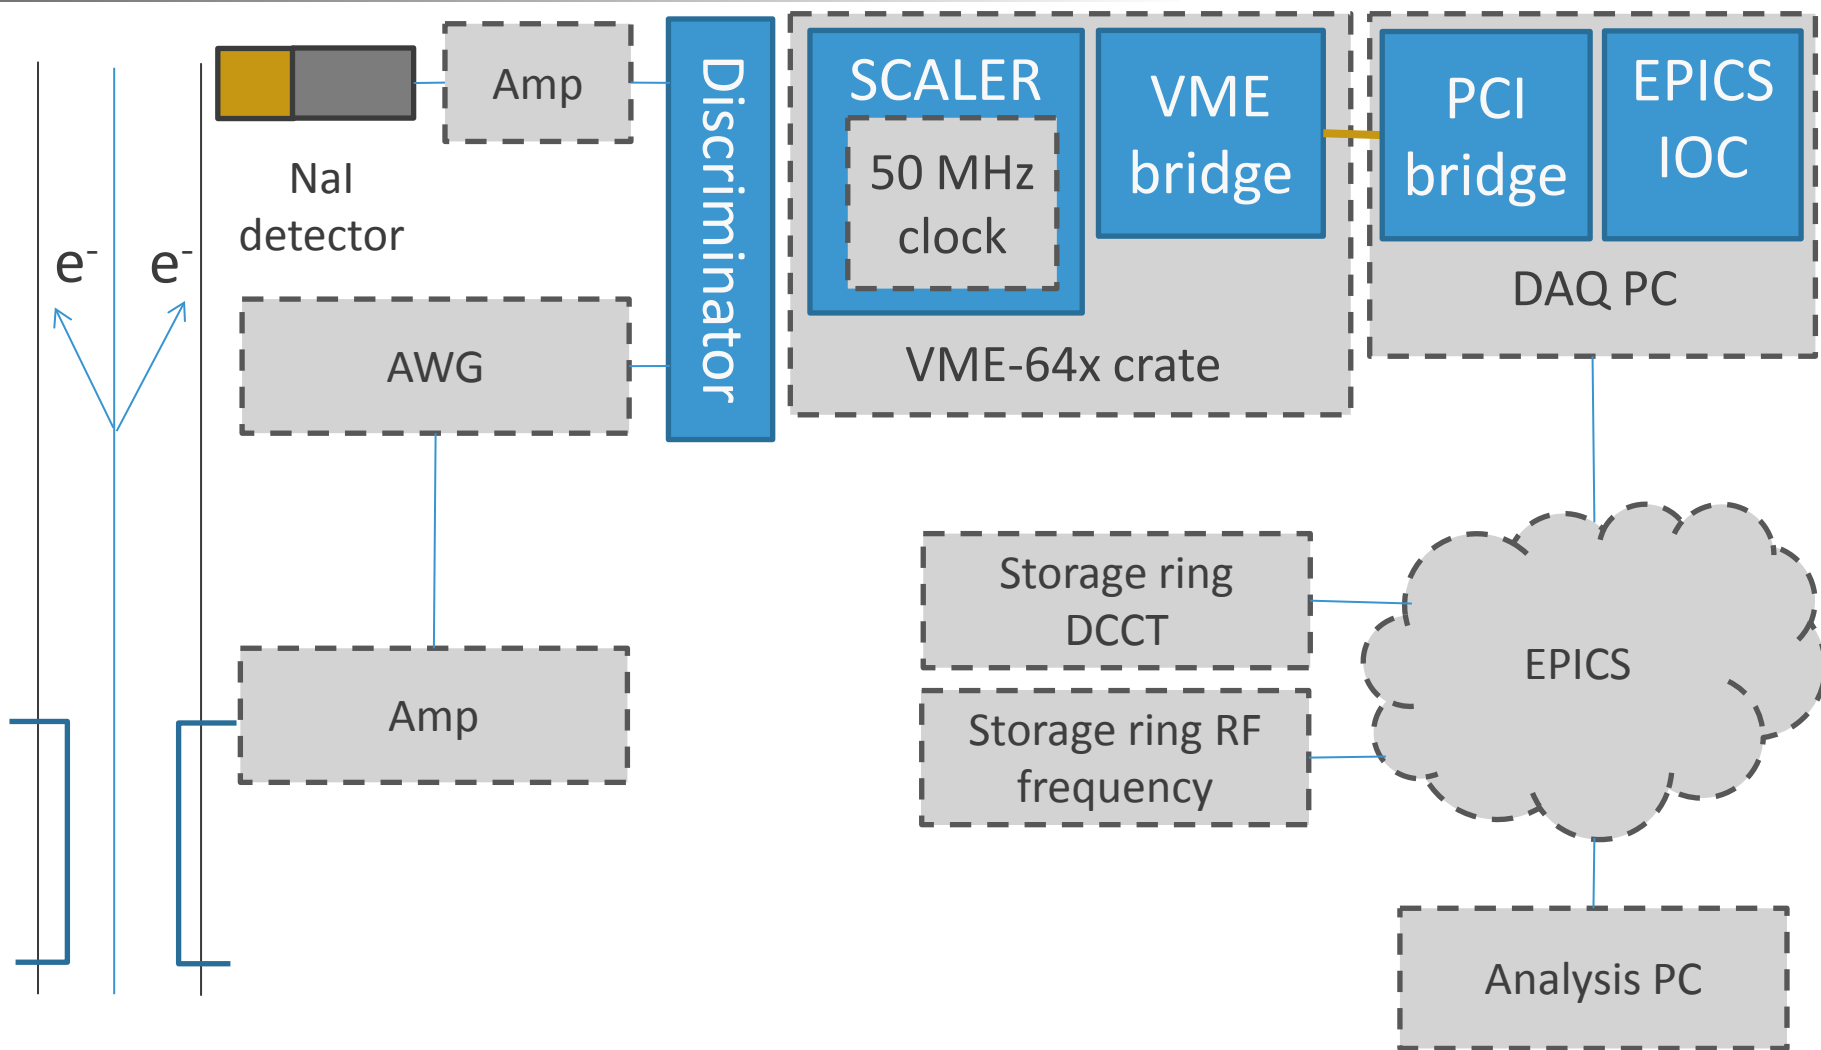 Amp
Discriminator
SCALER
50 MHz
clock
VME
bridge
VME-64x crate
PCI
bridge
EPICS
IOC
DAQ PC
NaI
detector
e-
e-
AWG
Amp
Storage ring
DCCT
Storage ring RF
frequency
EPICS
Analysis PC